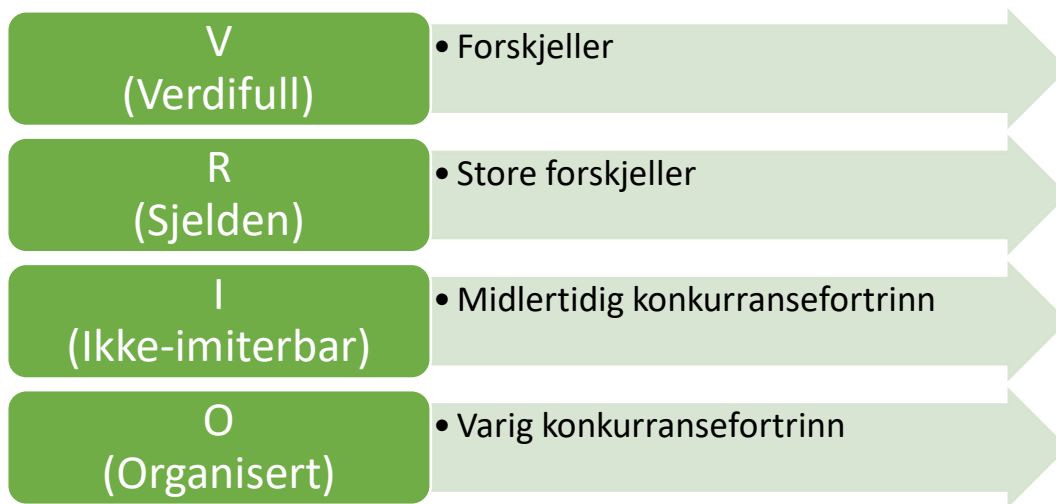 V
(Verdifull)
• Forskjeller
R
(Sjelden)
• Store forskjeller
I
(Ikke-imiterbar)
• Midlertidig konkurransefortrinn
O
(Organisert)
• Varig konkurransefortrinn